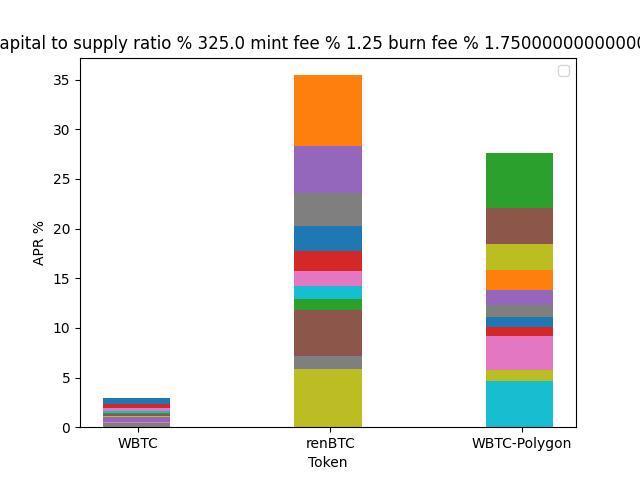 apital to supply ratio % 325.0 mint fee % 1.25 burn fee % 1.7500000000000
APR %
35
30
25
20
15
10
5
0
WBTC renBTC WBTC-Polygon
Token